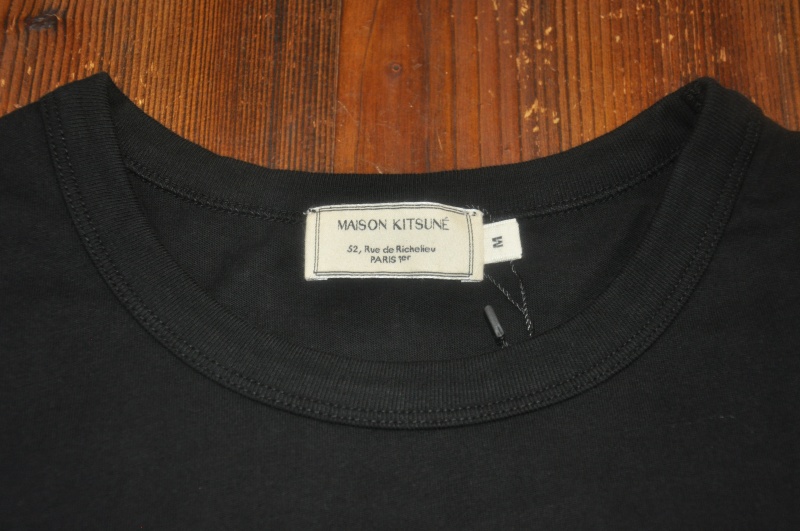 MAISON KITSUNÉ
52, Rue de Richelieu
PARIS 1er
M